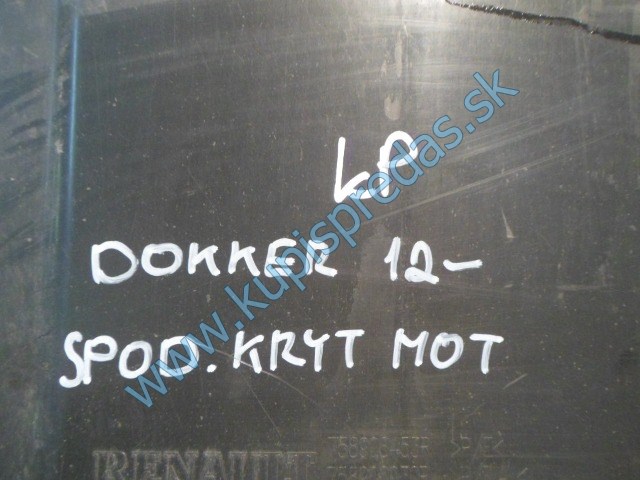 LP
www.kupispredas.sk
DOKKER 12-
SPOD. KRYT MOT
RENAULT